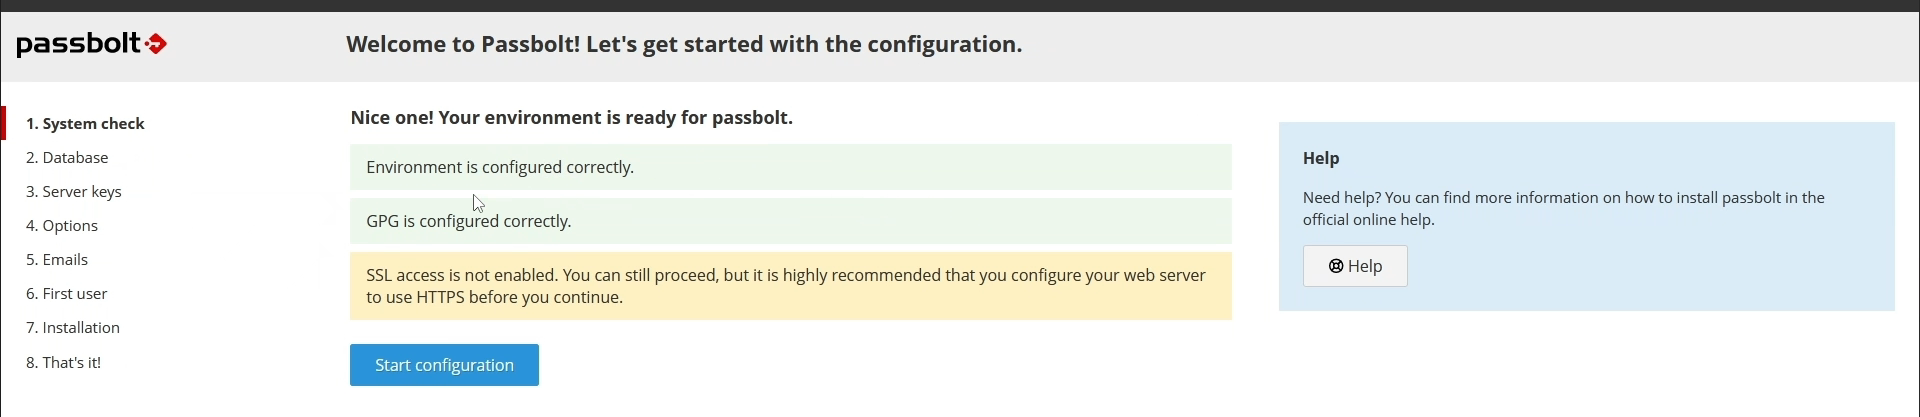 passbolt
Welcome to Passbolt! Let's get started with the configuration.
1. System check
2. Database
3. Server keys
4. Options
5. Emails
6. First user
7. Installation
8. That's it!
Nice one! Your environment is ready for passbolt.
Environment is configured correctly.
GPG is configured correctly.
SSL access is not enabled. You can still proceed, but it is highly recommended that you configure your web server
to use HTTPS before you continue.
Start configuration
Help
Need help? You can find more information on how to install passbolt in the
official online help.
Help